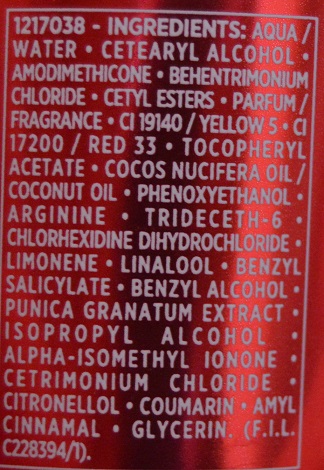 1217038 - INGREDIENTS: AQUA /
WATER • CETEARYL ALCOHOL •
AMODIMETHICONE • BEHENTRIMONIUM
CHLORIDE • CETYL ESTERS • PARFUM /
FRAGRANCE • CI 19140 / YELLOW 5 • CI
17200 / RED 33 • TOCOPHERYL
ACETATE • COCOS NUCIFERA OIL /
COCONUT OIL • PHENOXYETHANOL •
ARGININE • TRIDECETH-6 •
CHLORHEXIDINE DIHYDROCHLORIDE •
LIMONENE • LINALOOL • BENZYL
SALICYLATE • BENZYL ALCOHOL •
PUNICA GRANATUM EXTRACT •
ISOPROPYL ALCOHOL •
ALPHA-ISOMETHYL IONONE •
CETRIMONIUM CHLORIDE •
CITRONELLOL • COUMARIN • AMYL
CINNAMAL • GLYCERIN. (F.I.L.
C228394/1).